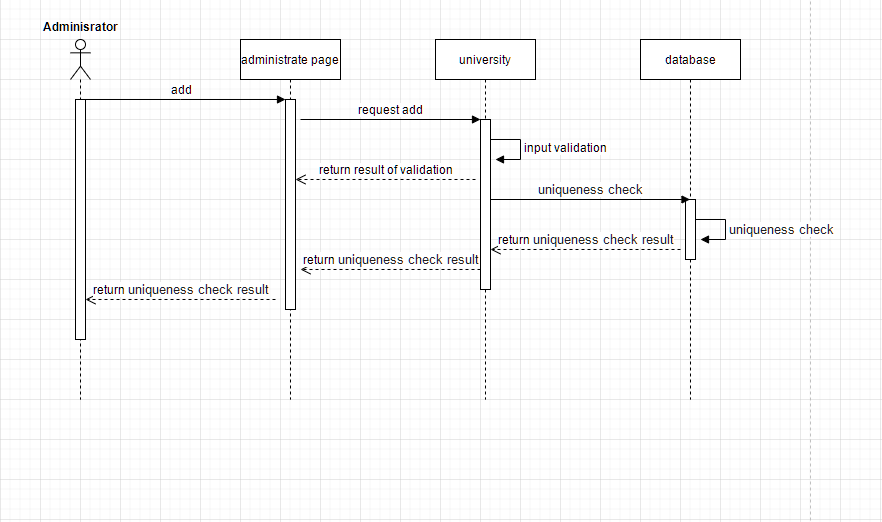 Adminisrator
administrate page
university
database
add
request add
input validation
return result of validation
uniqueness check
uniqueness check
return uniqueness check result
return uniqueness check result
return uniqueness check result